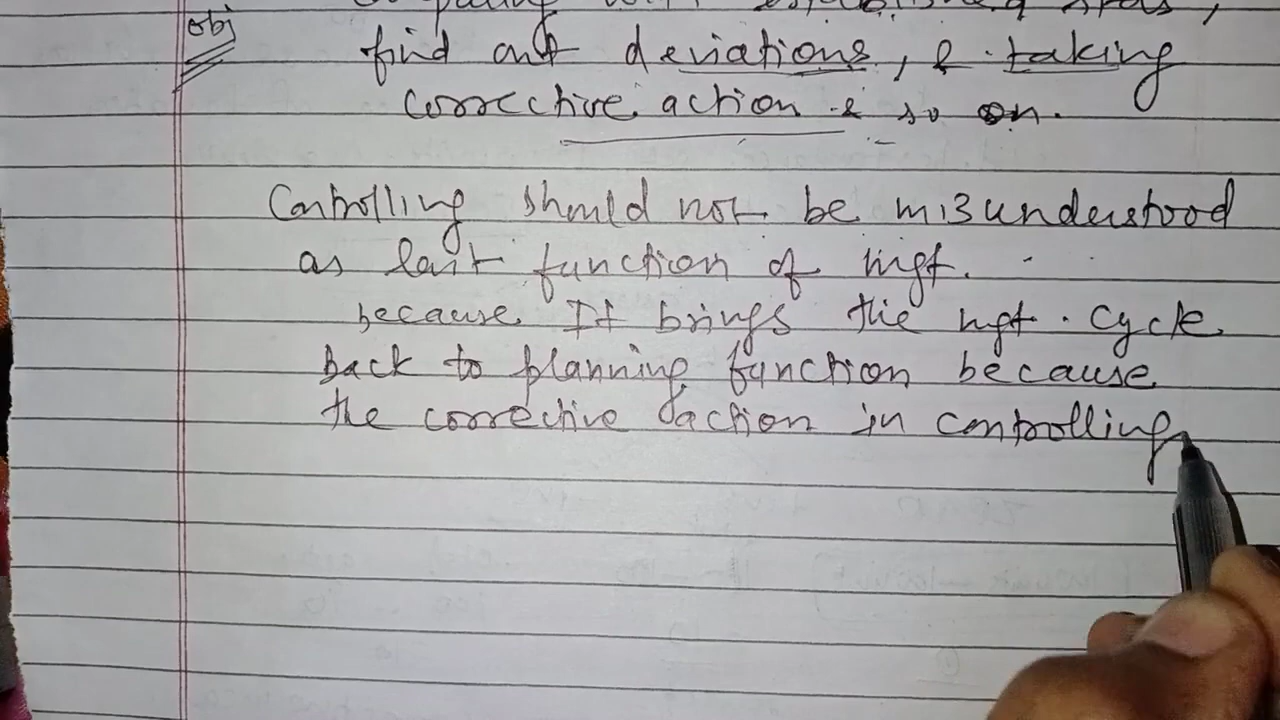 obj
find out deviations, & taking
corrective action & so on.
Controlling should not be misunderstood
as last function of mgt.
because It brings the mgt. cycle
back to planning function because
the corrective action in controlling